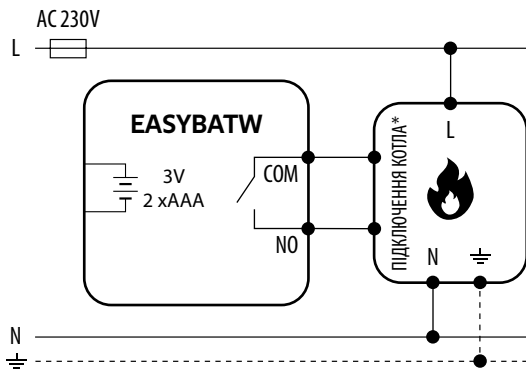 AC 230V
L
EASYBATW
3V
2 xAAA
COM
NO
ПІДКЛЮЧЕННЯ КОТЛА*
L
N
N